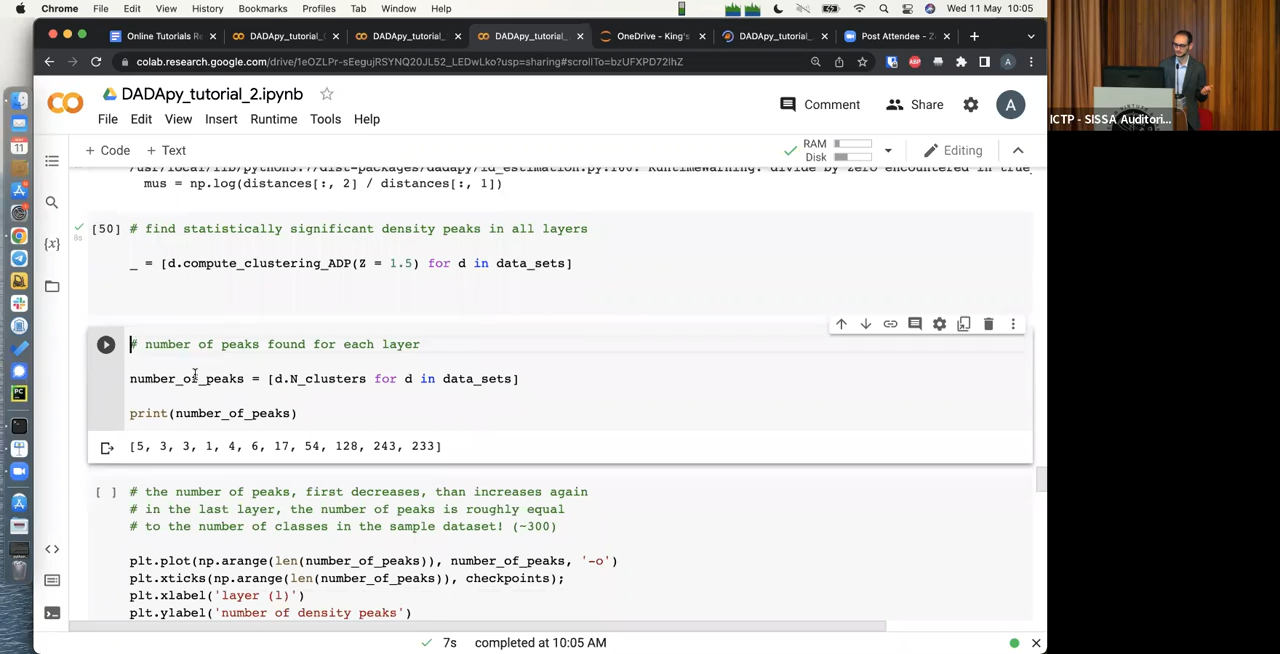 Chrome File Edit View History Bookmarks Profiles Tab Window Help Wed 11 May 10:05
Online Tutorials Re DADApy_tutorial_ DADApy_tutorial_ DADApy_tutorial_ OneDrive - King's DADApy_tutorial_ Post Attendee - Z
colab.research.google.com/drive/1eOZLPr-sEegujRSYNQ20JL52_LEDwLko?usp=sharing#scrollTo=bzUFXPD72lhZ
DADApy_tutorial_2.ipynb
Comment Share A
File Edit View Insert Runtime Tools Help
+ Code + Text RAM Disk Editing
mus = np.log(distances[:, 2] / distances[:, 1])
[50] # find statistically significant density peaks in all layers
_ = [d.compute_clustering_ADP(Z = 1.5) for d in data_sets]
# number of peaks found for each layer
number_of_peaks = [d.N_clusters for d in data_sets]
print(number_of_peaks)
[5, 3, 3, 1, 4, 6, 17, 54, 128, 243, 233]
[ ] # the number of peaks, first decreases, than increases again
# in the last layer, the number of peaks is roughly equal
# to the number of classes in the sample dataset! (~300)
plt.plot(np.arange(len(number_of_peaks)), number_of_peaks, '-o')
plt.xticks(np.arange(len(number_of_peaks)), checkpoints);
plt.xlabel('layer (l)')
plt.ylabel('number of density peaks')
7s completed at 10:05 AM
ICTP - SISSA Auditori...